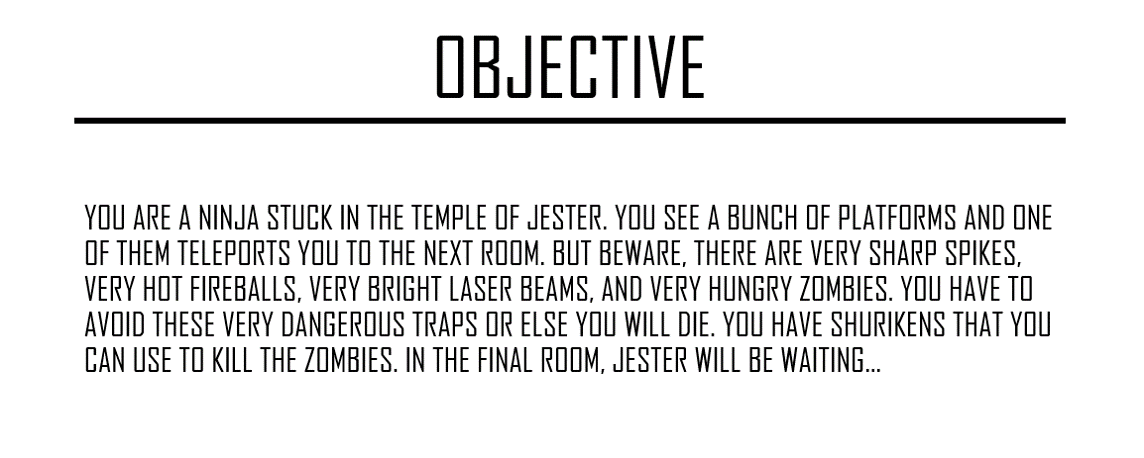 OBJECTIVE
YOU ARE A NINJA STUCK IN THE TEMPLE OF JESTER. YOU SEE A BUNCH OF PLATFORMS AND ONE
OF THEM TELEPORTS YOU TO THE NEXT ROOM. BUT BEWARE, THERE ARE VERY SHARP SPIKES,
VERY HOT FIREBALLS, VERY BRIGHT LASER BEAMS, AND VERY HUNGRY ZOMBIES. YOU HAVE TO
AVOID THESE VERY DANGEROUS TRAPS OR ELSE YOU WILL DIE. YOU HAVE SHURIKENS THAT YOU
CAN USE TO KILL THE ZOMBIES. IN THE FINAL ROOM, JESTER WILL BE WAITING...